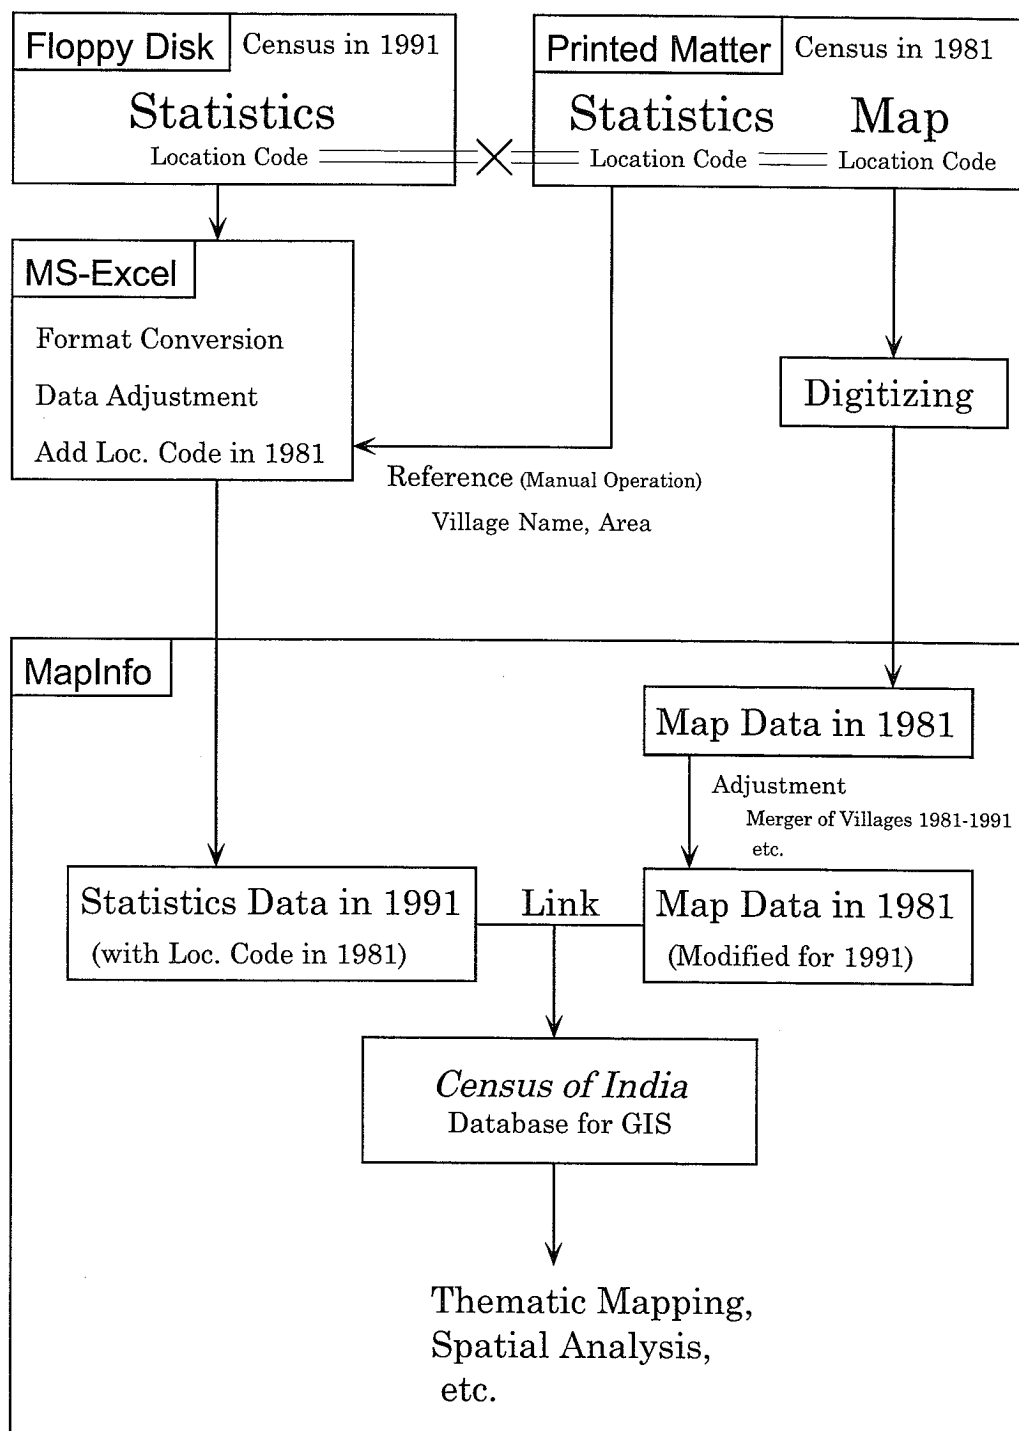 Floppy Disk Census in 1991
Statistics
Location Code
Printed Matter Census in 1981
Statistics Map
Location Code Location Code
MS-Excel
Format Conversion
Data Adjustment
Add Loc. Code in 1981
Reference (Manual Operation)
Village Name, Area
Digitizing
MapInfo
Map Data in 1981
Adjustment
Merger of Villages 1981-1991
etc.
Statistics Data in 1991
(with Loc. Code in 1981)
Link
Map Data in 1981
(Modified for 1991)
Census of India
Database for GIS
Thematic Mapping,
Spatial Analysis,
etc.